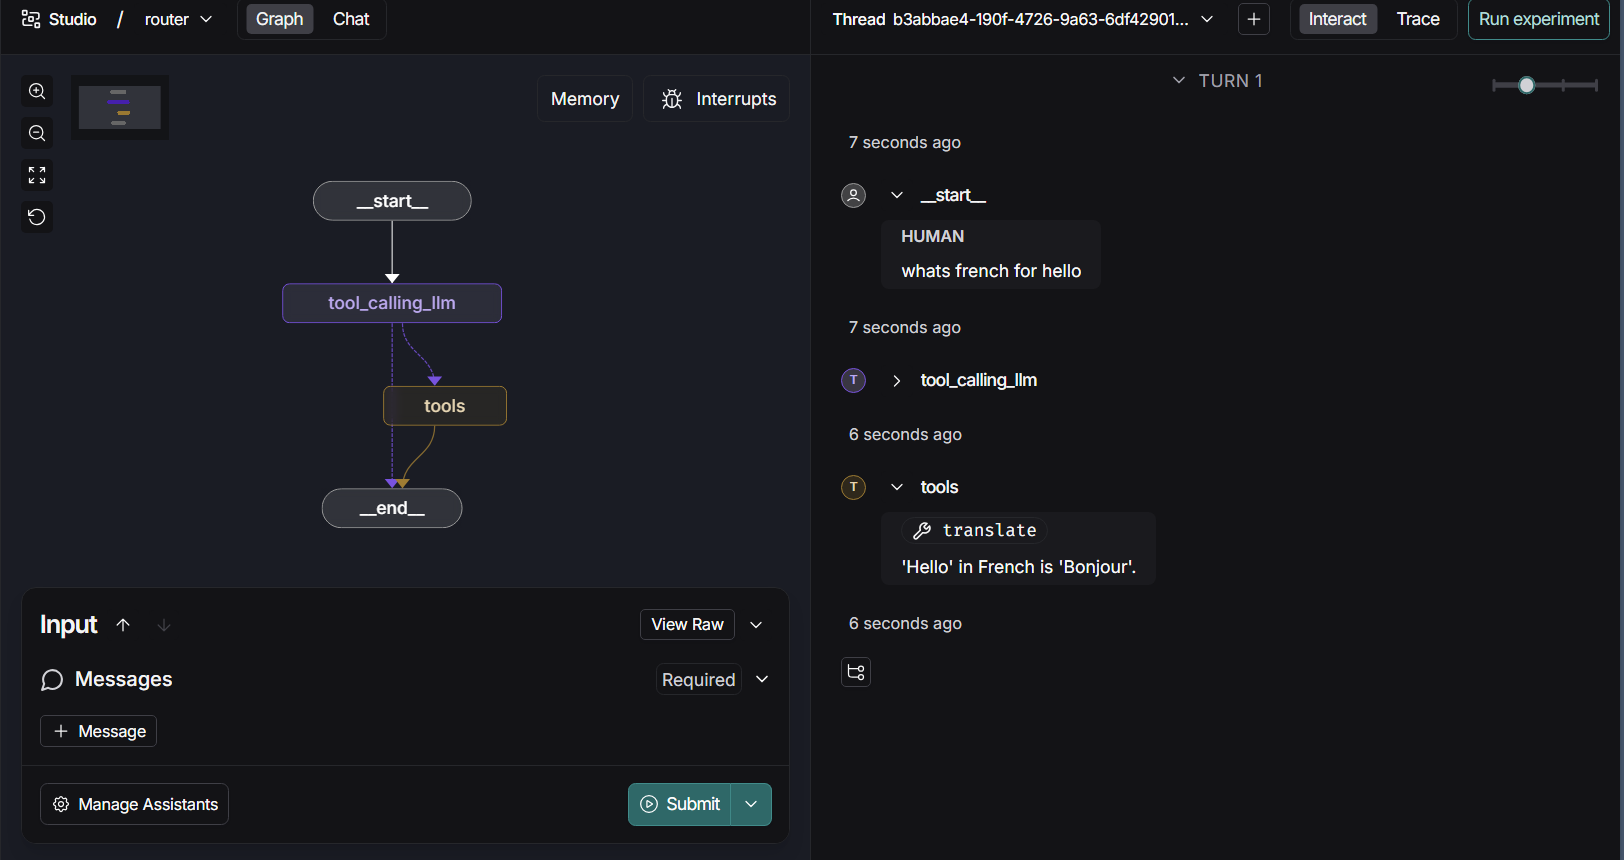 Studio / router
Graph Chat
Thread b3abbae4-190f-4726-9a63-6df42901...
Interact Trace
Run experiment
Memory
Interrupts
__start__
tool_calling_llm
tools
__end__
Input
View Raw
Messages
Required
+ Message
Manage Assistants
Submit
TURN 1
7 seconds ago
__start__
HUMAN
whats french for hello
7 seconds ago
T tool_calling_llm
6 seconds ago
T tools
translate
'Hello' in French is 'Bonjour'.
6 seconds ago